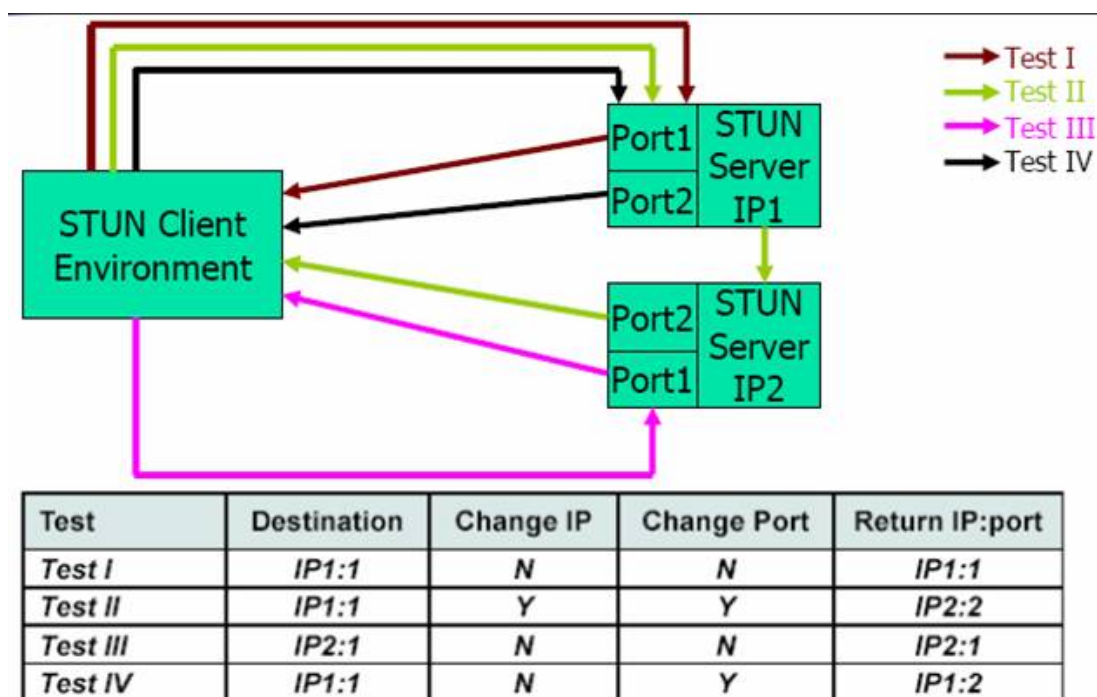 Test I
Test II
Test III
Test IV
Port1
Port2
STUN
Server
IP1
STUN Client
Environment
Port2
Port1
STUN
Server
IP2
Test Destination Change IP Change Port Return IP:port
Test I IP1:1 N N IP1:1
Test II IP1:1 Y Y IP2:2
Test III IP2:1 N N IP2:1
Test IV IP1:1 N Y IP1:2